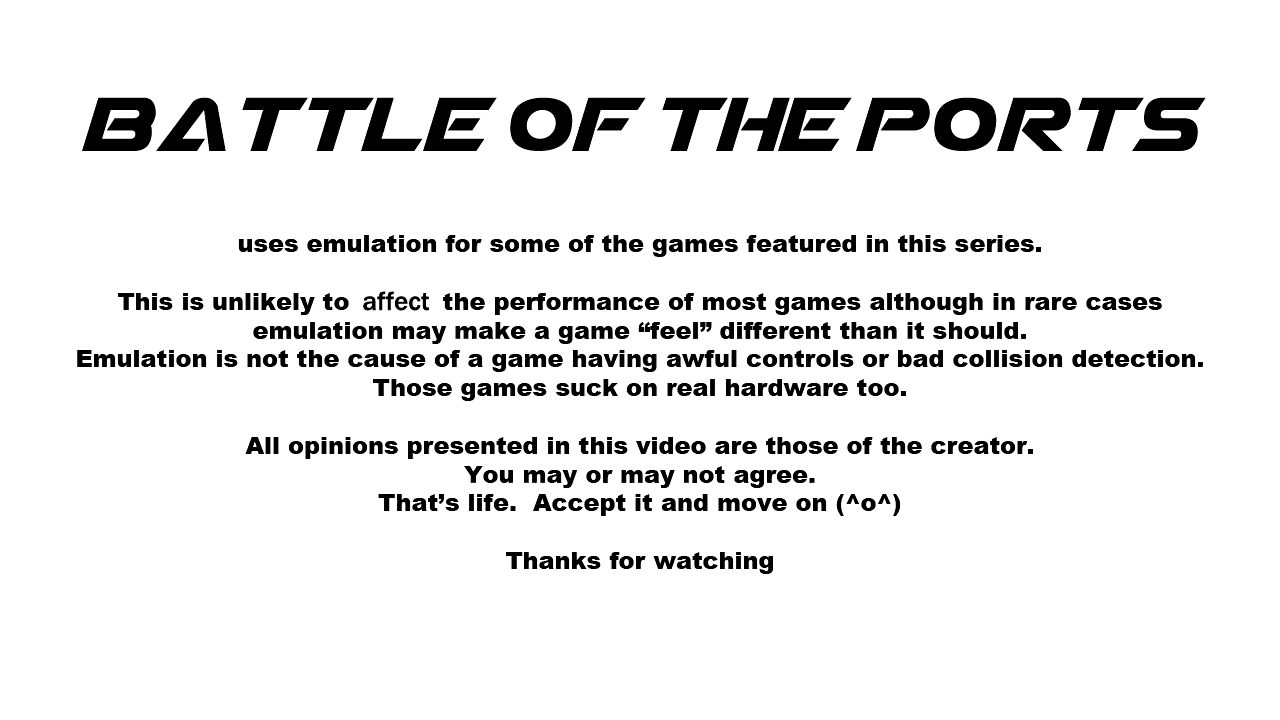 BATTLE OF THE PORTS
uses emulation for some of the games featured in this series.
This is unlikely to affect the performance of most games although in rare cases
emulation may make a game “feel” different than it should.
Emulation is not the cause of a game having awful controls or bad collision detection.
Those games suck on real hardware too.
All opinions presented in this video are those of the creator.
You may or may not agree.
That’s life.  Accept it and move on (^o^)
Thanks for watching